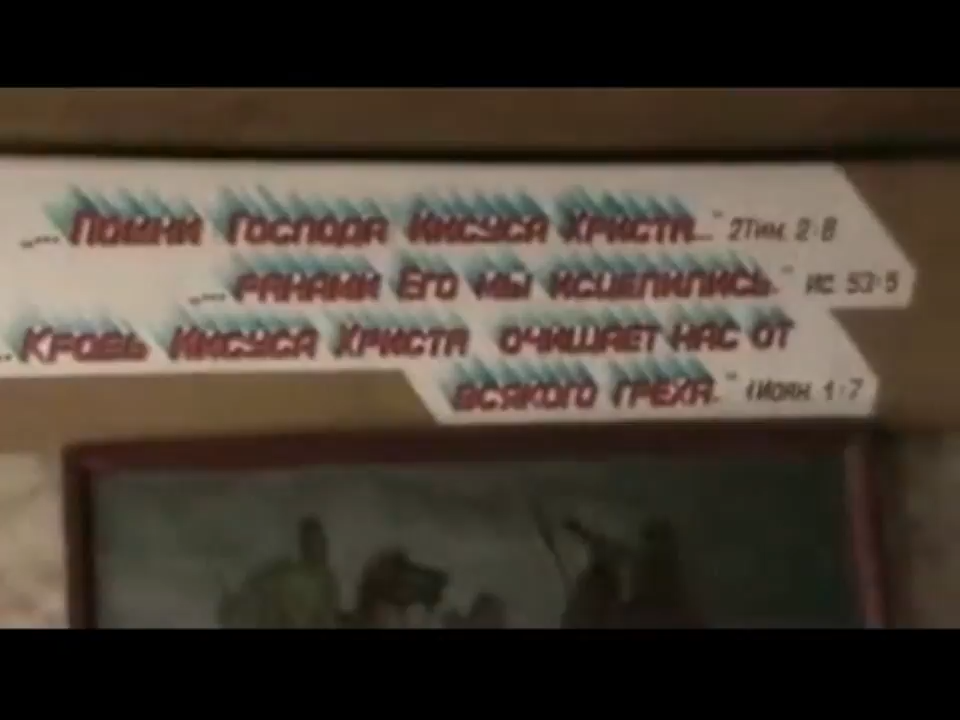 „... Помни Господа Иисуса Христа..." 2Тим. 2:8
„... ранами Его мы исцелились." ис 53:5
..Кровь Иисуса Христа очищает нас от
всякого греха." 1Иоан. 1:7